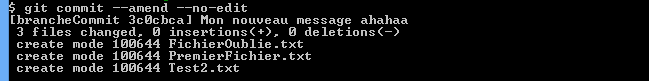 $ git commit --amend --no-edit
[brancheCommit 3c0cbca] Mon nouveau message ahahaa
 3 files changed, 0 insertions(+), 0 deletions(-)
 create mode 100644 FichierOublie.txt
 create mode 100644 PremierFichier.txt
 create mode 100644 Test2.txt